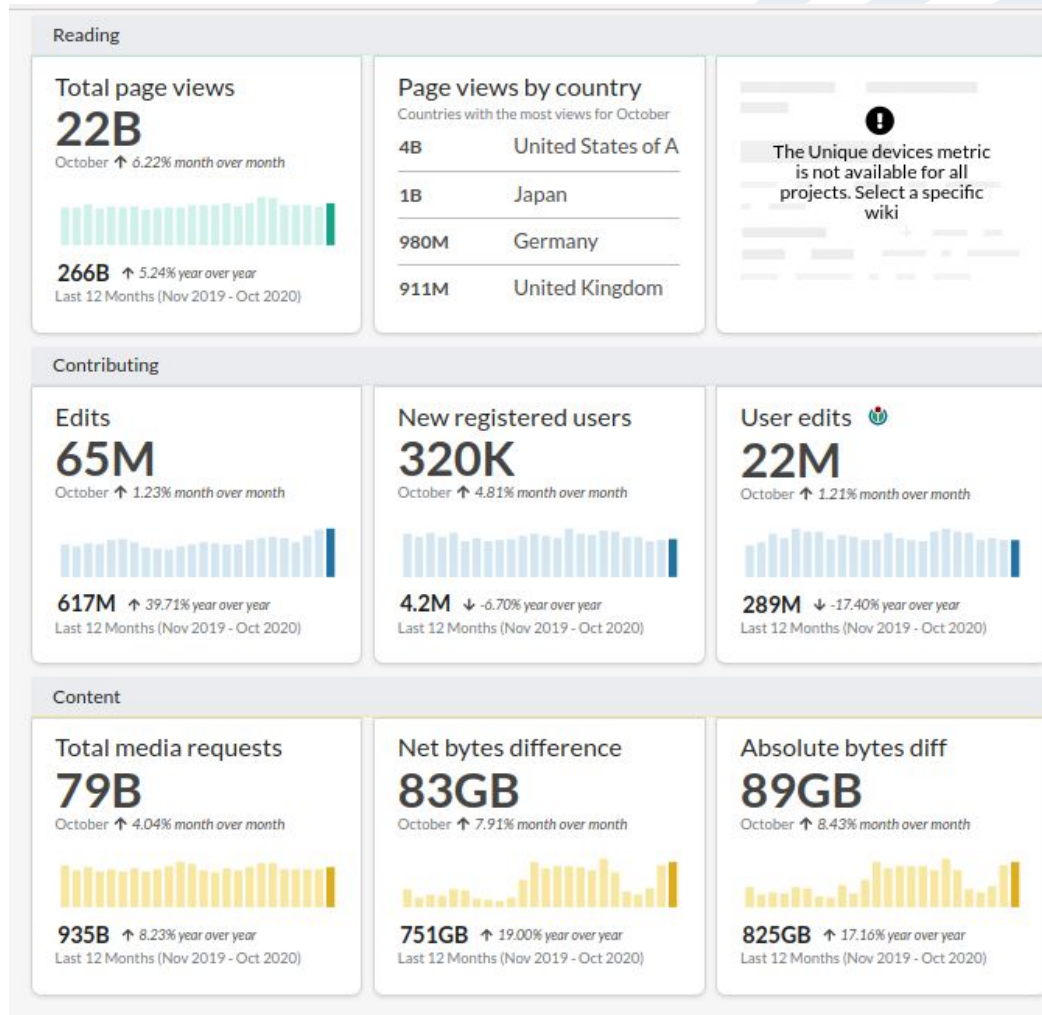 Reading
Total page views
22B
October ↑ 6.22% month over month
266B ↑ 5.24% year over year
Last 12 Months (Nov 2019 - Oct 2020)
Page views by country
Countries with the most views for October
4B United States of A
1B Japan
980M Germany
911M United Kingdom
The Unique devices metric
is not available for all
projects. Select a specific
wiki
Contributing
Edits
65M
October ↑ 1.23% month over month
617M ↑ 39.71% year over year
Last 12 Months (Nov 2019 - Oct 2020)
New registered users
320K
October ↑ 4.81% month over month
4.2M ↓ -6.70% year over year
Last 12 Months (Nov 2019 - Oct 2020)
User edits
22M
October ↑ 1.21% month over month
289M ↓ -17.40% year over year
Last 12 Months (Nov 2019 - Oct 2020)
Content
Total media requests
79B
October ↑ 4.04% month over month
935B ↑ 8.23% year over year
Last 12 Months (Nov 2019 - Oct 2020)
Net bytes difference
83GB
October ↑ 7.91% month over month
751GB ↑ 19.00% year over year
Last 12 Months (Nov 2019 - Oct 2020)
Absolute bytes diff
89GB
October ↑ 8.43% month over month
825GB ↑ 17.16% year over year
Last 12 Months (Nov 2019 - Oct 2020)